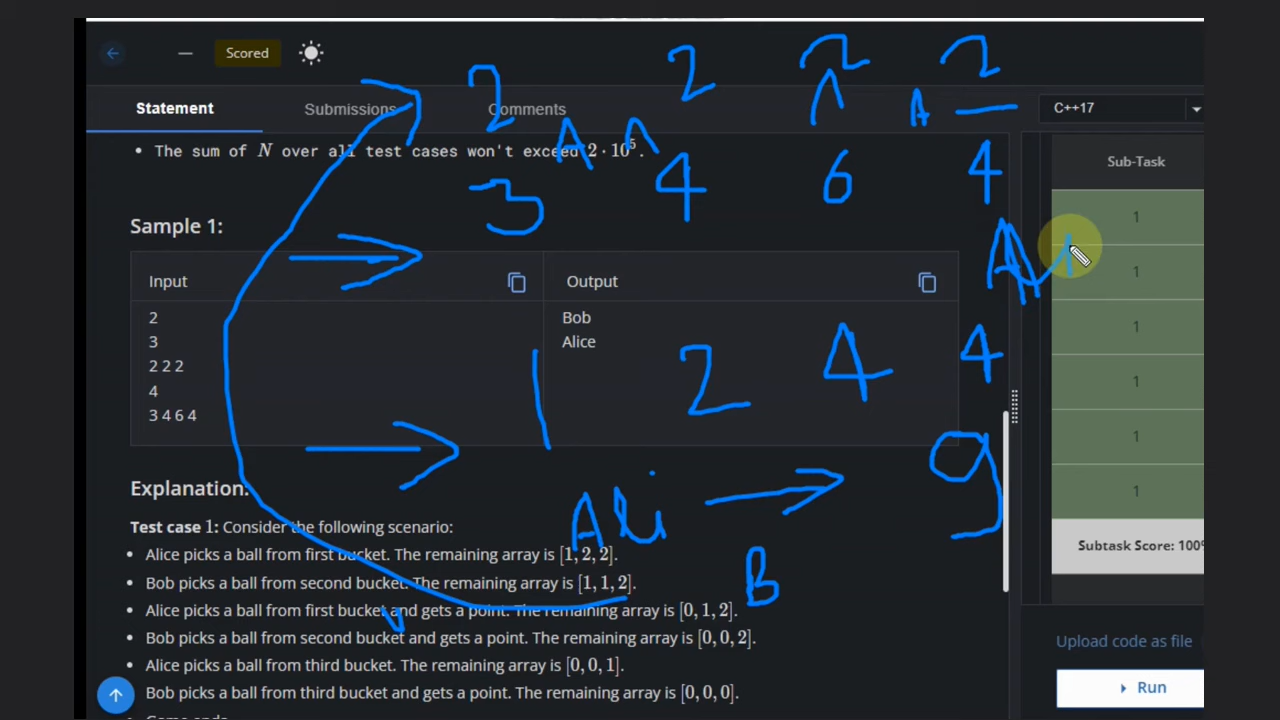 Scored
2 2 2 2
Statement Submissions Comments C++17
A A A
• The sum of N over all test cases won't exceed 2 · 10⁵.
Sub-Task
3 4 6 4
1
Sample 1:
Input Output
1
2 Bob
1
3 Alice
2 2 2
1
4
3 4 6 4
1 2 4 4
1
9
Explanation:
1
Ali
Test case 1: Consider the following scenario:
Subtask Score: 100%
• Alice picks a ball from first bucket. The remaining array is [1, 2, 2].
• Bob picks a ball from second bucket. The remaining array is [1, 1, 2].
B
• Alice picks a ball from first bucket and gets a point. The remaining array is [0, 1, 2].
• Bob picks a ball from second bucket and gets a point. The remaining array is [0, 0, 2].
Upload code as file
• Alice picks a ball from third bucket. The remaining array is [0, 0, 1].
• Bob picks a ball from third bucket and gets a point. The remaining array is [0, 0, 0].
Run